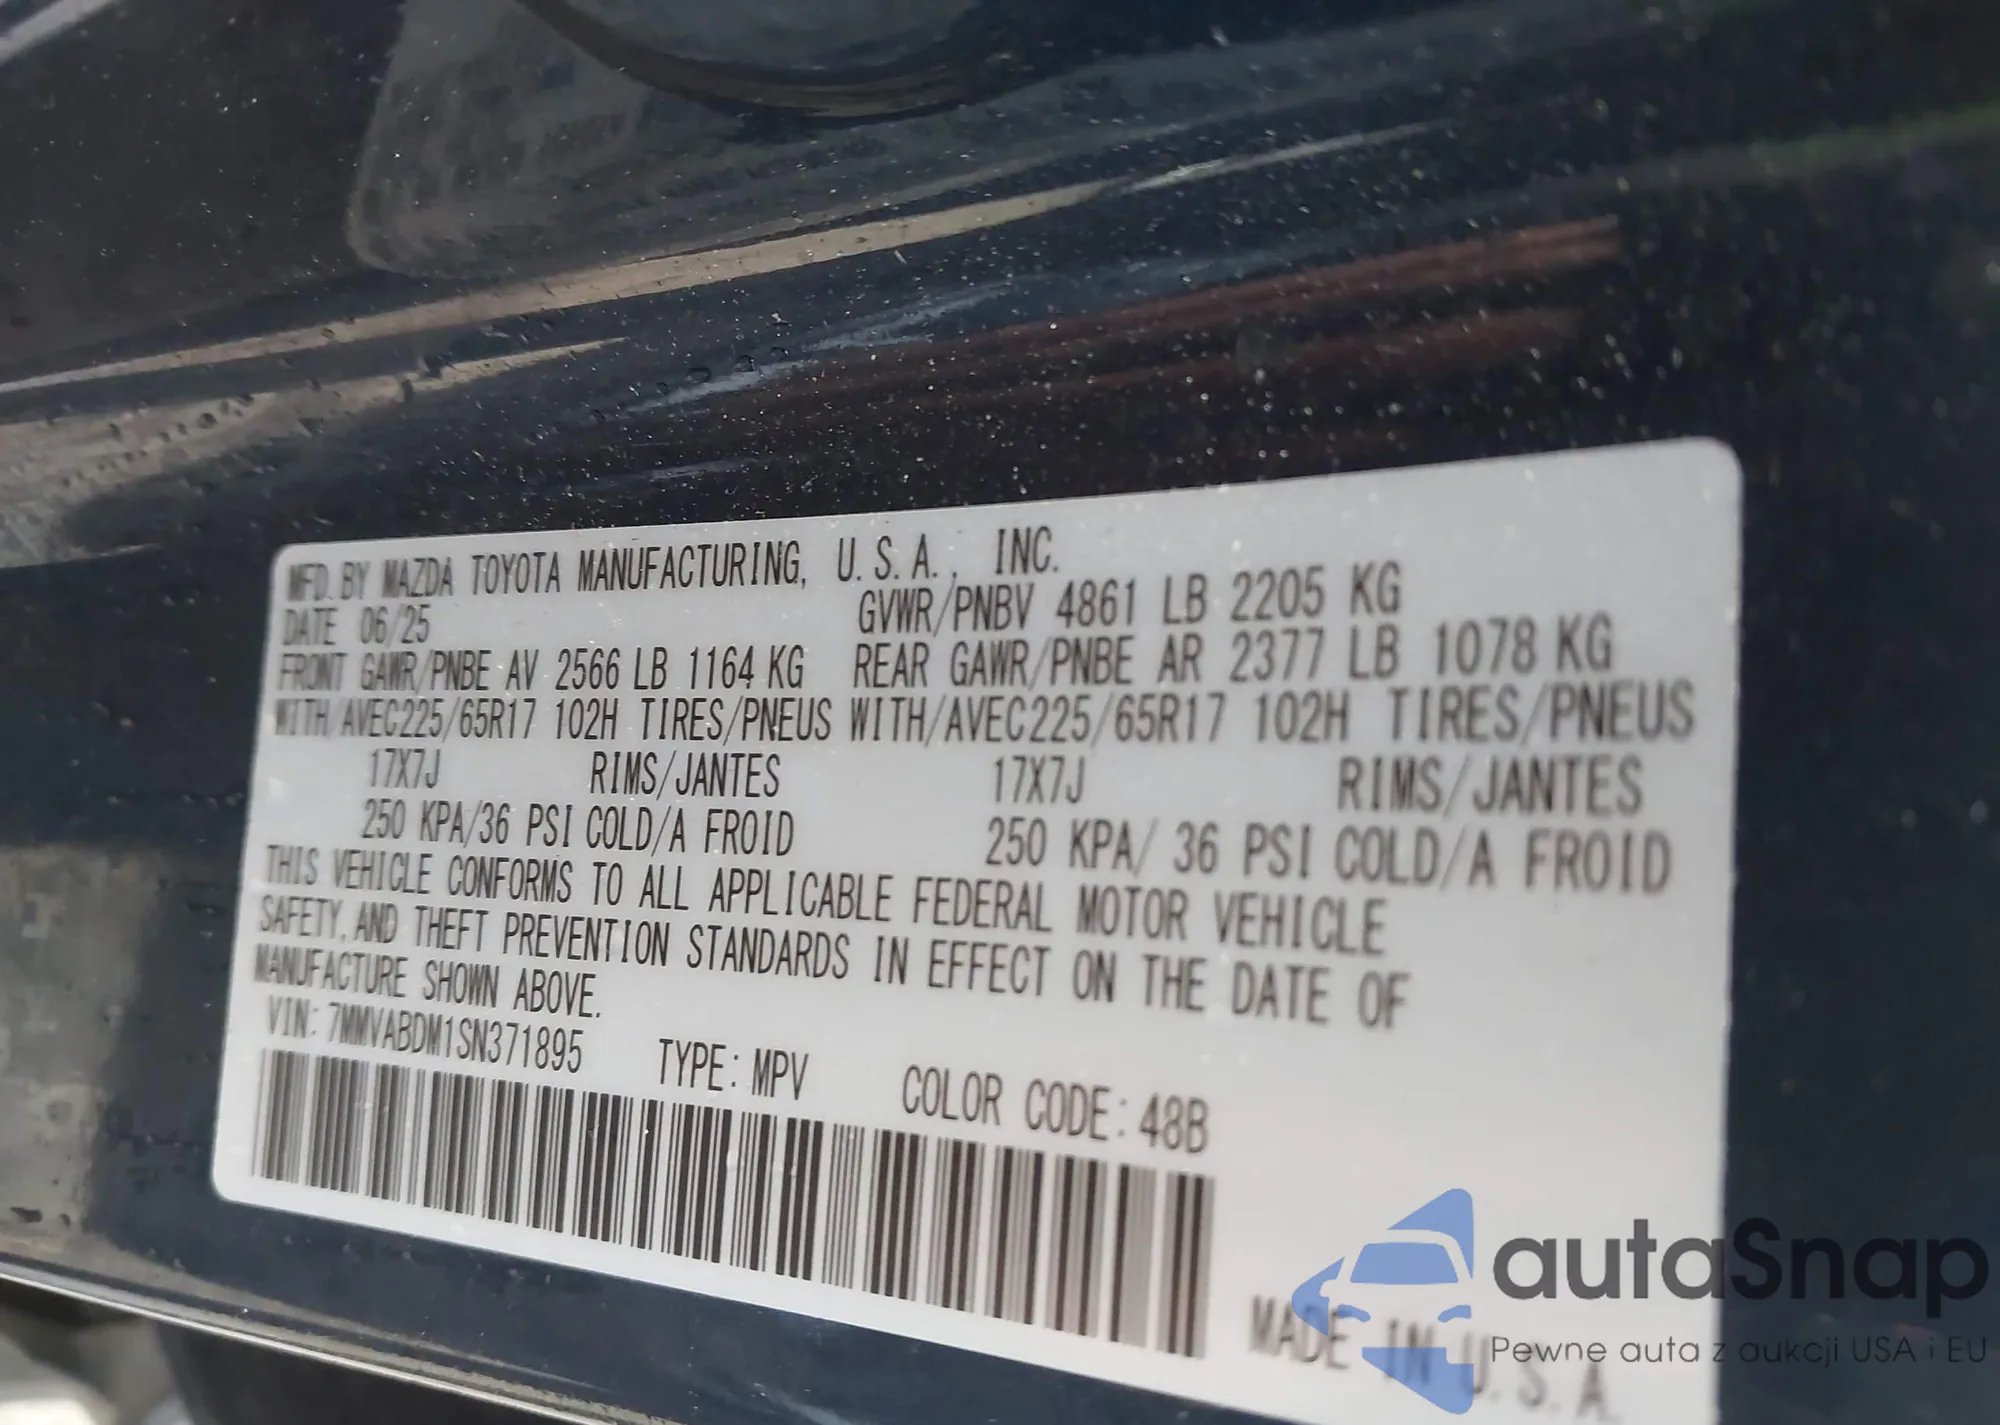 MFD. BY MAZDA TOYOTA MANUFACTURING, U.S.A., INC.
DATE 06/25 GVWR/PNBV 4861 LB 2205 KG
FRONT GAWR/PNBE AV 2566 LB 1164 KG REAR GAWR/PNBE AR 2377 LB 1078 KG
WITH/AVEC225/65R17 102H TIRES/PNEUS WITH/AVEC225/65R17 102H TIRES/PNEUS
17X7J RIMS/JANTES 17X7J RIMS/JANTES
250 KPA/36 PSI COLD/A FROID 250 KPA/ 36 PSI COLD/A FROID
THIS VEHICLE CONFORMS TO ALL APPLICABLE FEDERAL MOTOR VEHICLE
SAFETY, AND THEFT PREVENTION STANDARDS IN EFFECT ON THE DATE OF
MANUFACTURE SHOWN ABOVE.
VIN: 7MMVABDM1SN371895 TYPE: MPV COLOR CODE: 48B
MADE IN U.S.A.
autaSnap
Pewne auta z aukcji USA i EU